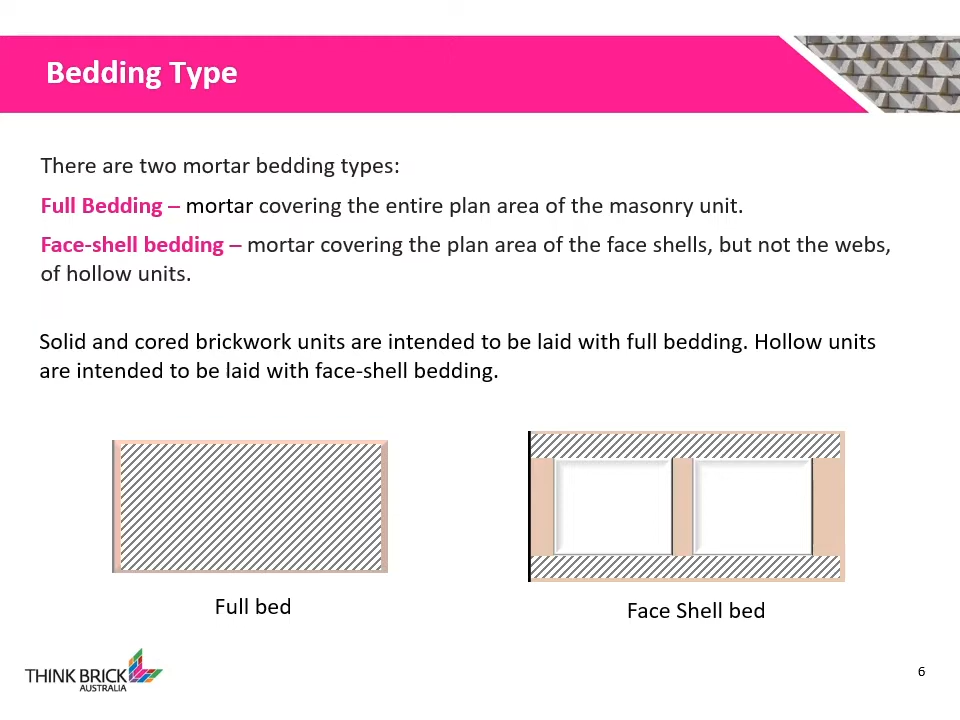 Bedding Type
There are two mortar bedding types:
Full Bedding – mortar covering the entire plan area of the masonry unit.
Face-shell bedding – mortar covering the plan area of the face shells, but not the webs,
of hollow units.
Solid and cored brickwork units are intended to be laid with full bedding. Hollow units
are intended to be laid with face-shell bedding.
Full bed
Face Shell bed
THINK BRICK
AUSTRALIA
6